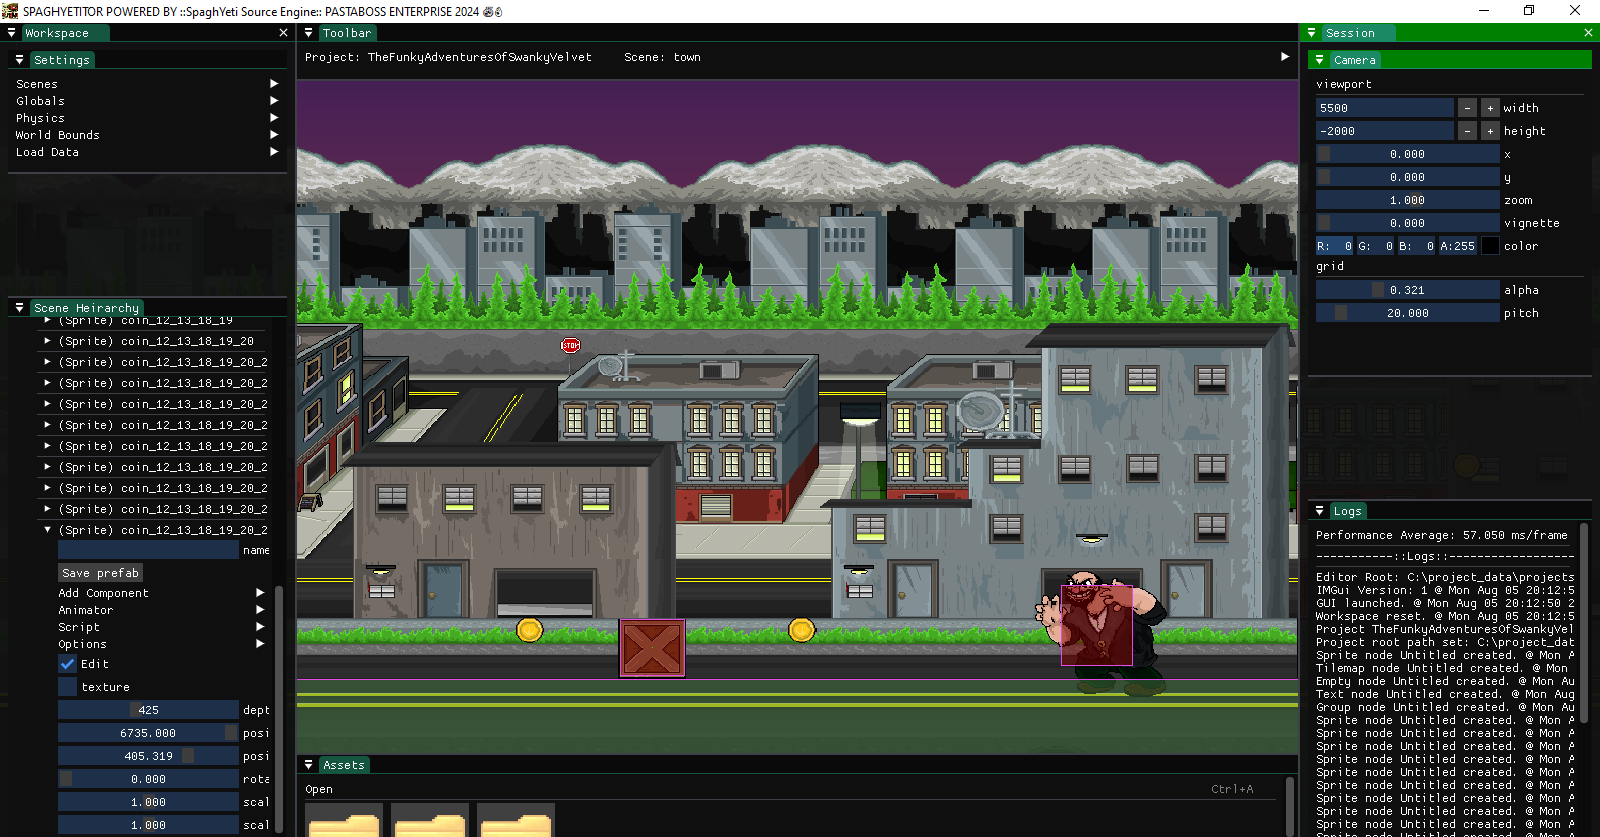 SPAGHYETITOR POWERED BY ::SpaghYeti Source Engine:: PASTABOSS ENTERPRISE 2024
Workspace
Settings
Scenes
Globals
Physics
World Bounds
Load Data
Scene Heirarchy
(Sprite) coin_12_13_18_19
(Sprite) coin_12_13_18_19_20
(Sprite) coin_12_13_18_19_20_2
(Sprite) coin_12_13_18_19_20_2
(Sprite) coin_12_13_18_19_20_2
(Sprite) coin_12_13_18_19_20_2
(Sprite) coin_12_13_18_19_20_2
(Sprite) coin_12_13_18_19_20_2
(Sprite) coin_12_13_18_19_20_2
(Sprite) coin_12_13_18_19_20_2
(Sprite) coin_12_13_18_19_20_2
name
Save prefab
Add Component
Animator
Script
Options
Edit
texture
425 dept
6735.000 posi
405.319 posi
0.000 rota
1.000 scal
1.000 scal
Toolbar
Project: TheFunkyAdventuresOfSwankyVelvet Scene: town
STOP
Assets
Open Ctrl+A
Session
Camera
viewport
5500 - + width
-2000 - + height
0.000 x
0.000 y
1.000 zoom
0.000 vignette
R: 0 G: 0 B: 0 A:255 color
grid
0.321 alpha
20.000 pitch
Logs
Performance Average: 57.050 ms/frame
-----------::Logs::-------------------
Editor Root: C:\project_data\projects
IMGui Version: 1 @ Mon Aug 05 20:12:5
GUI launched. @ Mon Aug 05 20:12:50 2
Workspace reset. @ Mon Aug 05 20:12:5
Project TheFunkyAdventuresOfSwankyVel
Project root path set: C:\project_dat
Sprite node Untitled created. @ Mon A
Tilemap node Untitled created. @ Mon
Empty node Untitled created. @ Mon Au
Text node Untitled created. @ Mon Aug
Group node Untitled created. @ Mon Au
Sprite node Untitled created. @ Mon A
Sprite node Untitled created. @ Mon A
Sprite node Untitled created. @ Mon A
Sprite node Untitled created. @ Mon A
Sprite node Untitled created. @ Mon A
Sprite node Untitled created. @ Mon A
Sprite node Untitled created. @ Mon A
Sprite node Untitled created. @ Mon A
Sprite node Untitled created. @ Mon A